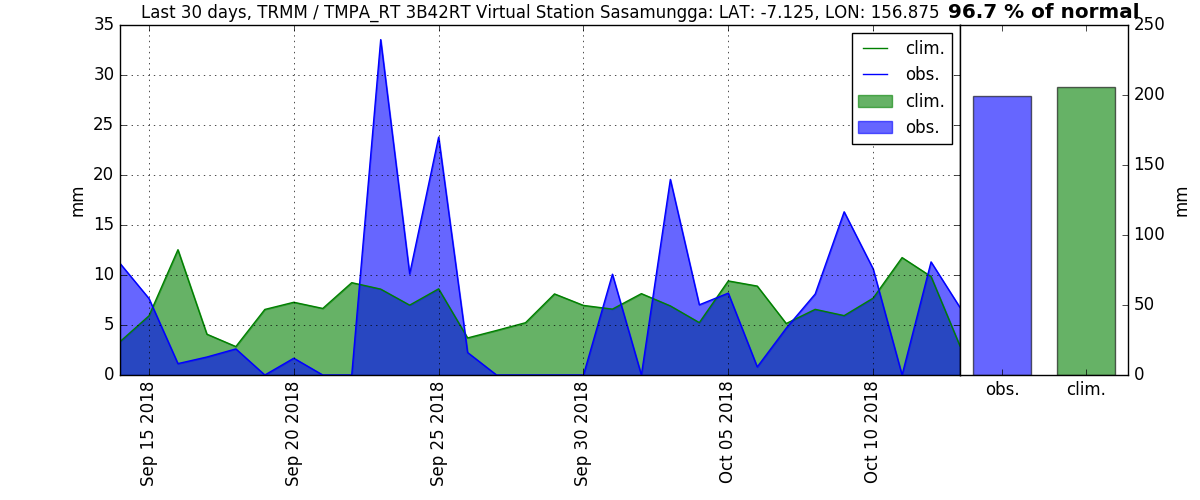 Last 30 days, TRMM / TMPA_RT 3B42RT Virtual Station Sasamungga: LAT: -7.125, LON: 156.875
96.7 % of normal
35
30
25
20
15
10
5
0
mm
clim.
obs.
clim.
obs.
Sep 15 2018
Sep 20 2018
Sep 25 2018
Sep 30 2018
Oct 05 2018
Oct 10 2018
250
200
150
100
50
0
mm
obs.
clim.